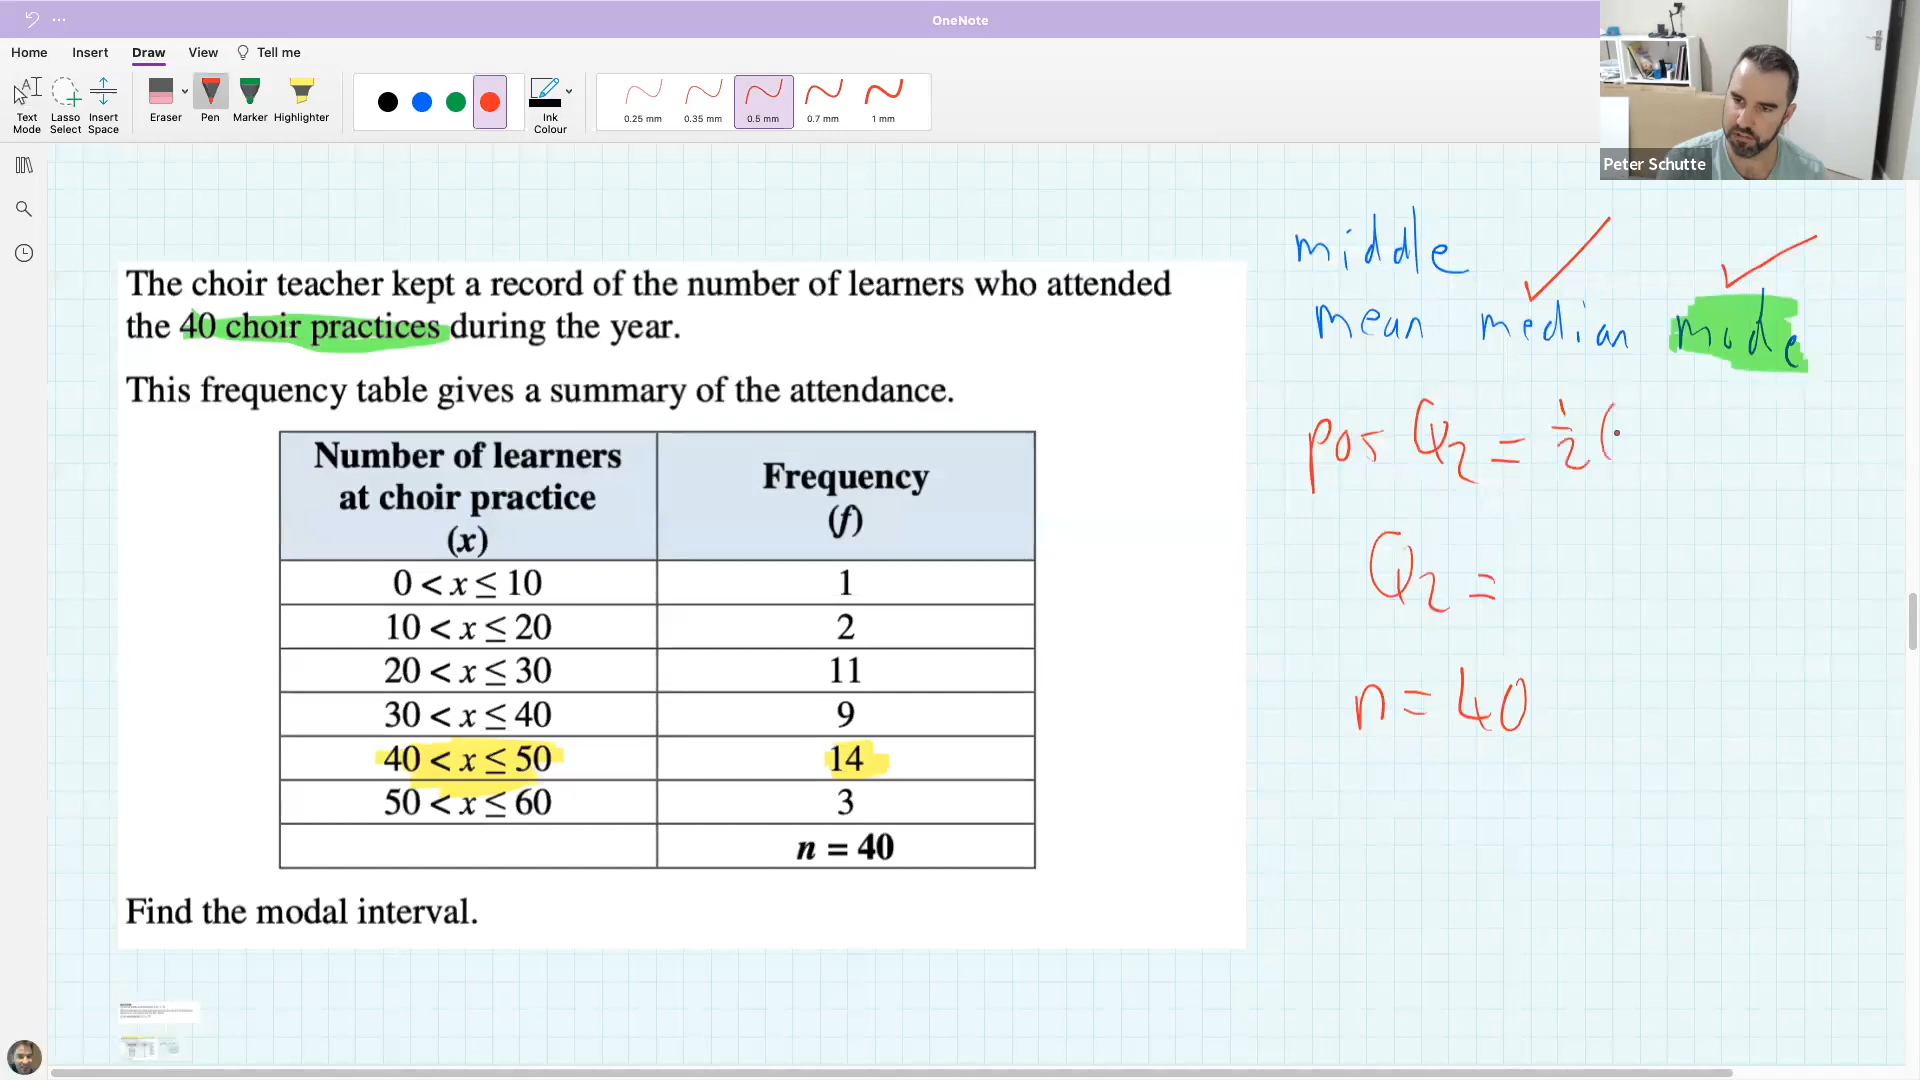 OneNote
Home Insert Draw View Tell me
Text Mode Lasso Select Insert Space Eraser Pen Marker Highlighter Ink Colour 0.25 mm 0.35 mm 0.5 mm 0.7 mm 1 mm
Peter Schutte
The choir teacher kept a record of the number of learners who attended
the 40 choir practices during the year.
This frequency table gives a summary of the attendance.
Number of learners at choir practice (x) Frequency (f)
0 < x ≤ 10 1
10 < x ≤ 20 2
20 < x ≤ 30 11
30 < x ≤ 40 9
40 < x ≤ 50 14
50 < x ≤ 60 3
n = 40
Find the modal interval.
middle
mean median mode
pos Q2 = 1/2 (
Q2 =
n = 40